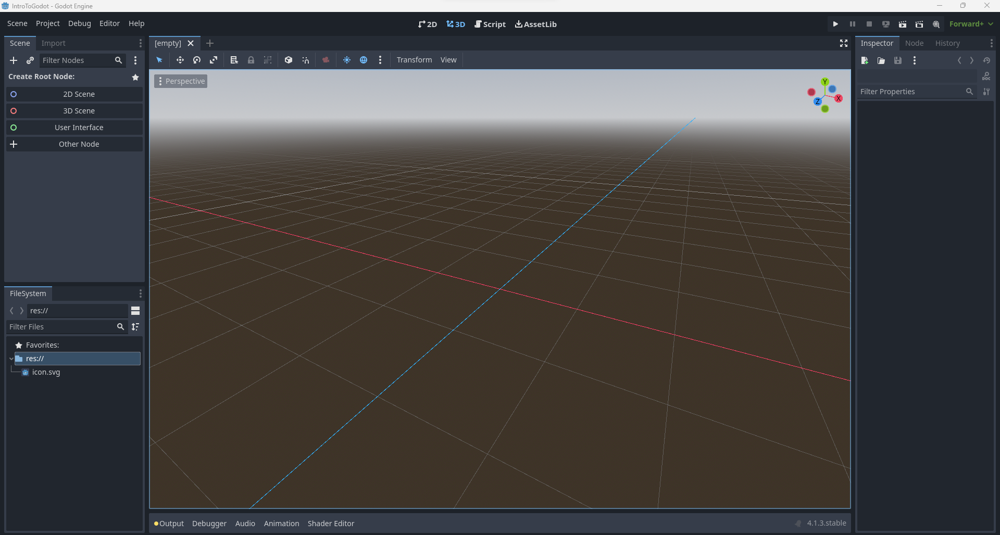 IntroToGodot - Godot Engine
Scene Project Debug Editor Help
2D 3D Script AssetLib
Forward+
Scene Import
Filter Nodes
Create Root Node:
2D Scene
3D Scene
User Interface
Other Node
FileSystem
res://
Filter Files
Favorites:
res://
icon.svg
[empty]
Transform View
Perspective
Y
X
Z
Output Debugger Audio Animation Shader Editor
4.1.3.stable
Inspector Node History
DOC
Filter Properties